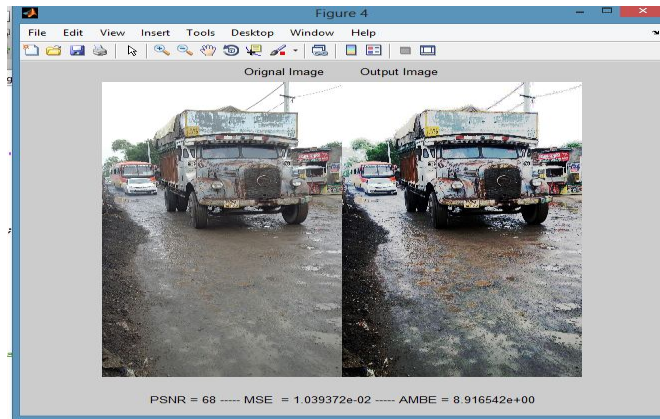 Figure 4
File Edit View Insert Tools Desktop Window Help
Orignal Image Output Image
PSNR = 68 ----- MSE = 1.039372e-02 ----- AMBE = 8.916542e+00